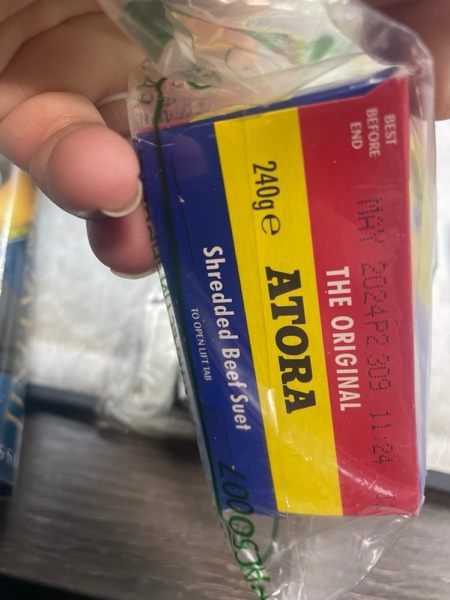 BEST
BEFORE
END
MAY 2024P2 309 11:24
THE ORIGINAL
ATORA
240g e
Shredded Beef Suet
TO OPEN LIFT TAB